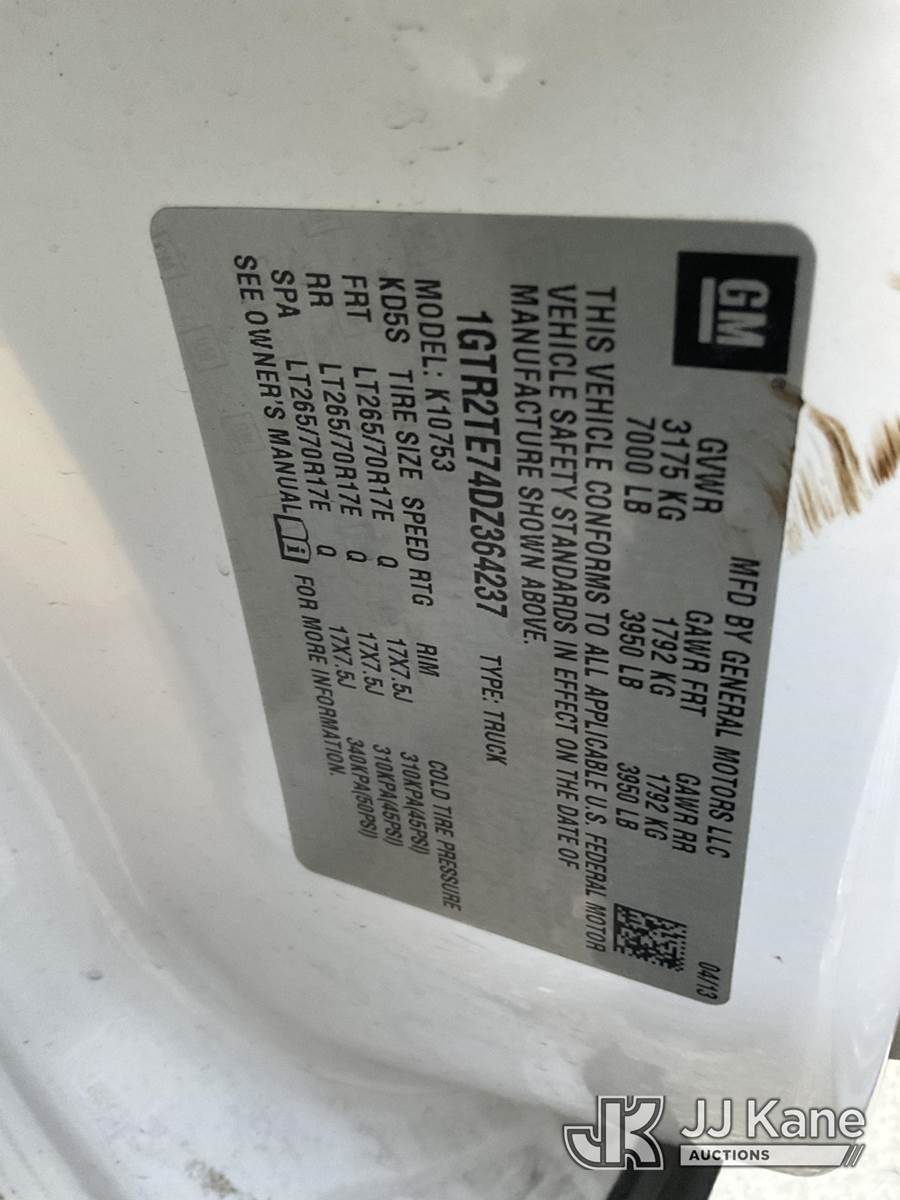 GM
MFD BY GENERAL MOTORS LLC 04/13
GVWR GAWR FRT GAWR RR
3175 KG 1792 KG 1792 KG
7000 LB 3950 LB 3950 LB
THIS VEHICLE CONFORMS TO ALL APPLICABLE U.S. FEDERAL MOTOR
VEHICLE SAFETY STANDARDS IN EFFECT ON THE DATE OF
MANUFACTURE SHOWN ABOVE.
1GTR2TE74DZ364237 TYPE: TRUCK
MODEL: K10753
KD5S TIRE SIZE SPEED RTG RIM COLD TIRE PRESSURE
FRT LT265/70R17E Q 17X7.5J 310KPA(45PSI)
RR LT265/70R17E Q 17X7.5J 310KPA(45PSI)
SPA LT265/70R17E Q 17X7.5J 340KPA(50PSI)
SEE OWNER'S MANUAL FOR MORE INFORMATION.
JK JJ Kane
AUCTIONS